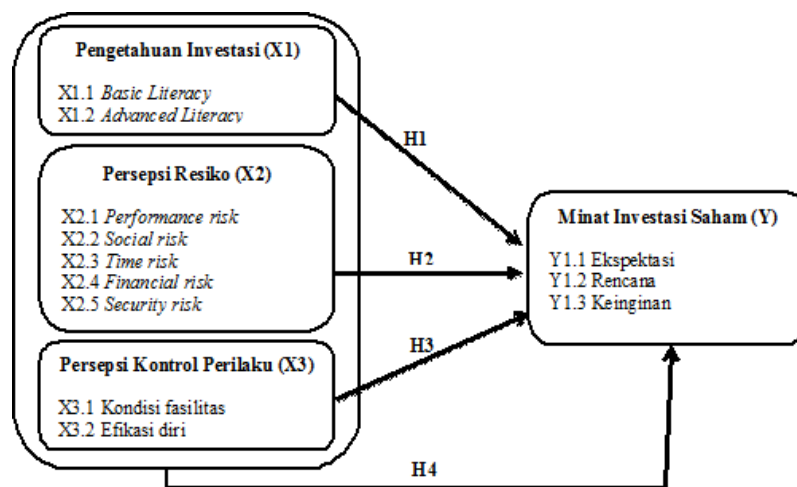 Pengetahuan Investasi (X1)
X1.1 Basic Literacy
X1.2 Advanced Literacy
H1
Persepsi Resiko (X2)
X2.1 Performance risk
X2.2 Social risk
X2.3 Time risk
X2.4 Financial risk
X2.5 Security risk
H2
Minat Investasi Saham (Y)
Y1.1 Ekspektasi
Y1.2 Rencana
Y1.3 Keinginan
Persepsi Kontrol Perilaku (X3)
X3.1 Kondisi fasilitas
X3.2 Efikasi diri
H3
H4